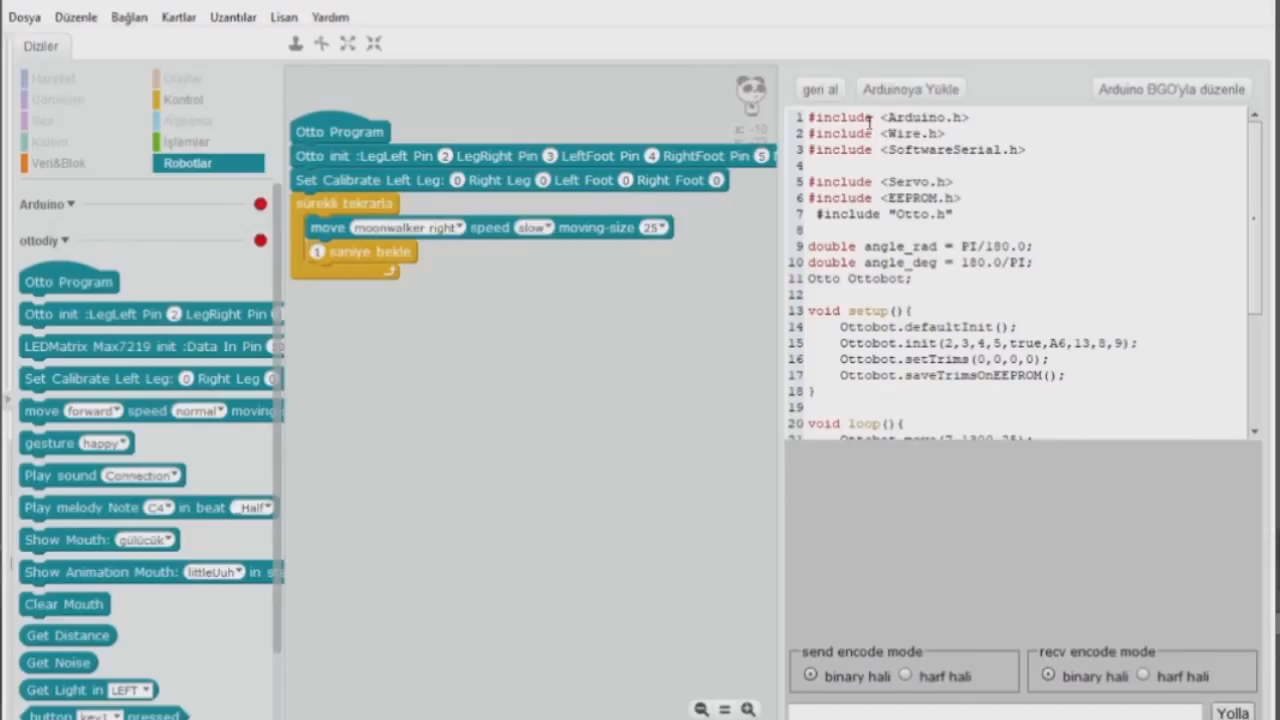 Dosya Düzenle Bağlan Kartlar Uzantılar Lisan Yardım
Diziler
Hareket Olaylar
Görünüm Kontrol
Ses Algılama
Kalem İşlemler
Veri&Blok Robotlar
Arduino
ottodiy
Otto Program
Otto init :LegLeft Pin 2 LegRight Pin
LEDMatrix Max7219 init :Data In Pin
Set Calibrate Left Leg: 0 Right Leg 0
move forward speed normal moving
gesture happy
Play sound Connection
Play melody Note C4 in beat Half
Show Mouth: gülücük
Show Animation Mouth: littleUuh in
Clear Mouth
Get Distance
Get Noise
Get Light in LEFT
button key1 pressed
Otto Program
Otto init :LegLeft Pin 2 LegRight Pin 3 LeftFoot Pin 4 RightFoot Pin 5
Set Calibrate Left Leg: 0 Right Leg 0 Left Foot 0 Right Foot 0
sürekli tekrarla
move moonwalker right speed slow moving-size 25
1 saniye bekle
x: -10
geri al Arduinoya Yükle Arduino BGO'yla düzenle
1 #include <Arduino.h>
2 #include <Wire.h>
3 #include <SoftwareSerial.h>
4
5 #include <Servo.h>
6 #include <EEPROM.h>
7 #include "Otto.h"
8
9 double angle_rad = PI/180.0;
10 double angle_deg = 180.0/PI;
11 Otto Ottobot;
12
13 void setup(){
14 Ottobot.defaultInit();
15 Ottobot.init(2,3,4,5,true,A6,13,8,9);
16 Ottobot.setTrims(0,0,0,0);
17 Ottobot.saveTrimsOnEEPROM();
18 }
19
20 void loop(){
21 Ottobot.move(7,1300,25);
send encode mode recv encode mode
binary hali harf hali binary hali harf hali
Yolla